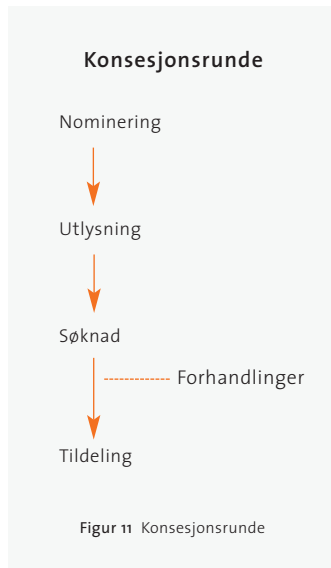 Konsesjonsrunde
Nominering
Utlysning
Søknad
Forhandlinger
Tildeling
Figur 11 Konsesjonsrunde